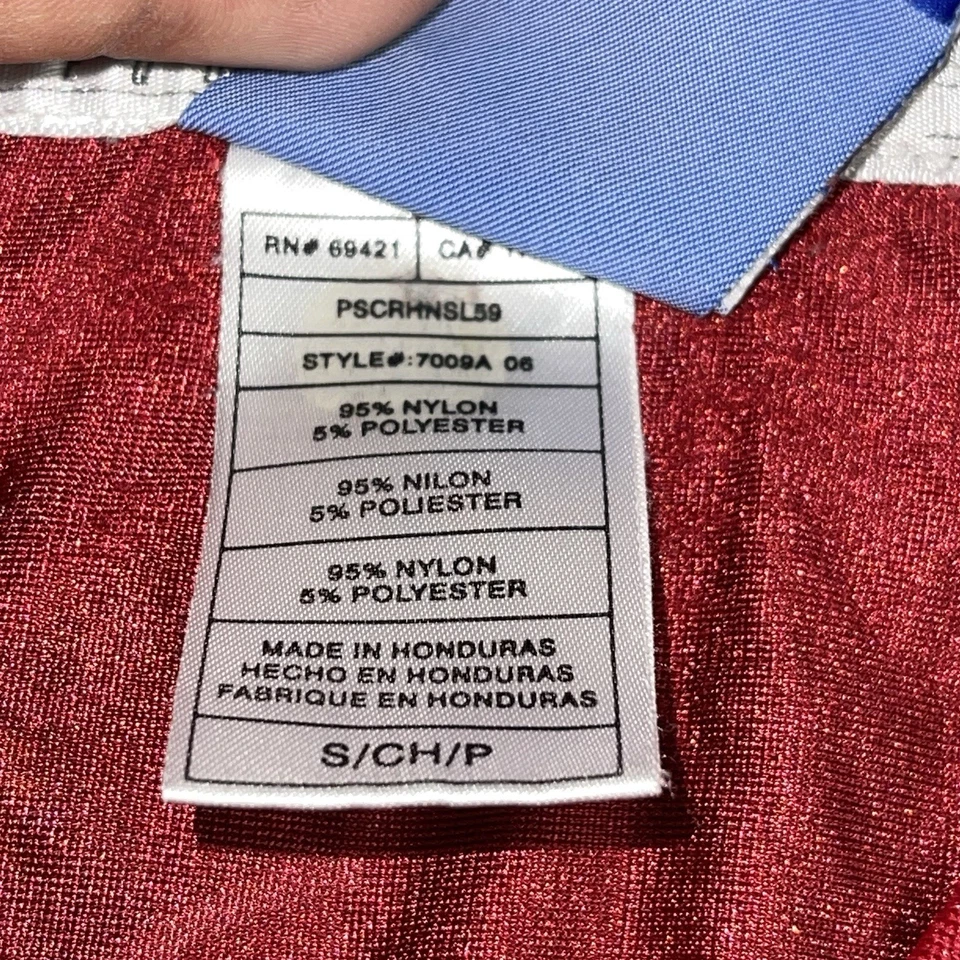 RN# 69421 CA#
PSCRHNSL59
STYLE#:7009A 06
95% NYLON
5% POLYESTER
95% NILON
5% POLIESTER
95% NYLON
5% POLYESTER
MADE IN HONDURAS
HECHO EN HONDURAS
FABRIQUE EN HONDURAS
S/CH/P